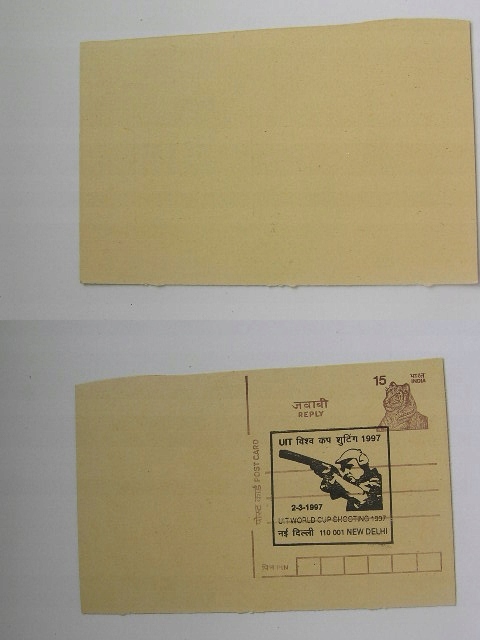 15
भारत
INDIA
जवाबी
REPLY
UIT विश्व कप शूटिंग 1997
पोस्ट कार्ड POST CARD
2-3-1997
UIT WORLD CUP SHOOTING 1997
नई दिल्ली 110 001 NEW DELHI
पिन PIN